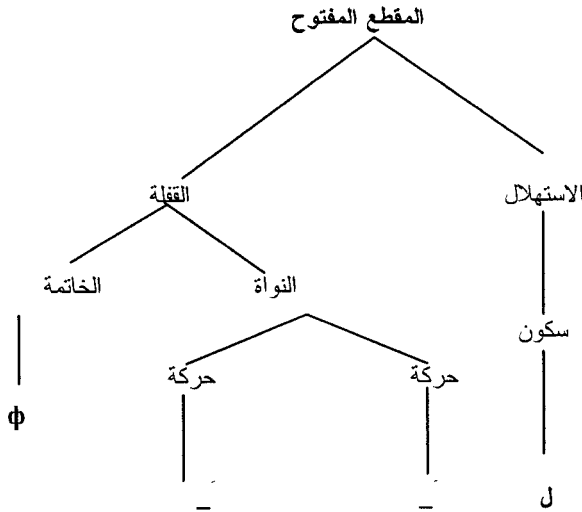 المقطع المفتوح
الاستهلال القفلة
النواة الخاتمة
سكون
حركة حركة
ф
ل _َ _َ